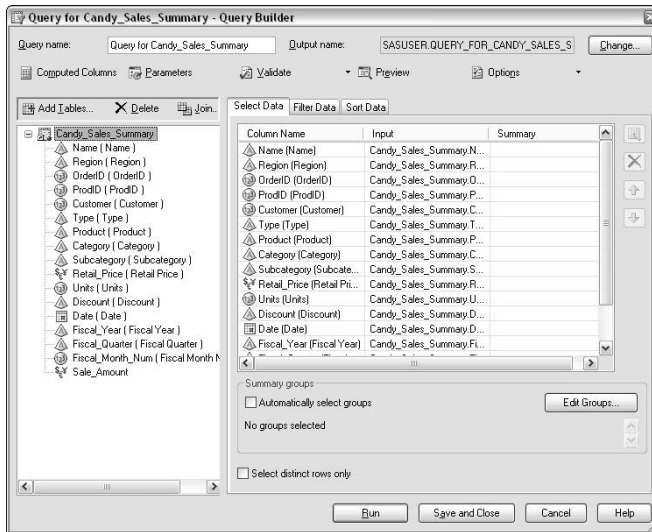 Query for Candy_Sales_Summary - Query Builder
Query name: Query for Candy_Sales_Summary Output name: SASUSER.QUERY_FOR_CANDY_SALES_S Change...
Computed Columns Parameters Validate Preview Options
Add Tables... Delete Join..
Select Data Filter Data Sort Data
Candy_Sales_Summary
Name ( Name )
Region ( Region )
OrderID ( OrderID )
ProdID ( ProdID )
Customer ( Customer )
Type ( Type )
Product ( Product )
Category ( Category )
Subcategory ( Subcategory )
Retail_Price ( Retail Price )
Units ( Units )
Discount ( Discount )
Date ( Date )
Fiscal_Year ( Fiscal Year )
Fiscal_Quarter ( Fiscal Quarter )
Fiscal_Month_Num ( Fiscal Month N
Sale_Amount
Column Name Input Summary
Name (Name) Candy_Sales_Summary.N...
Region (Region) Candy_Sales_Summary.R...
OrderID (OrderID) Candy_Sales_Summary.O...
ProdID (ProdID) Candy_Sales_Summary.P...
Customer (Customer) Candy_Sales_Summary.C...
Type (Type) Candy_Sales_Summary.T...
Product (Product) Candy_Sales_Summary.P...
Category (Category) Candy_Sales_Summary.C...
Subcategory (Subcate... Candy_Sales_Summary.S...
Retail_Price (Retail Pri... Candy_Sales_Summary.R...
Units (Units) Candy_Sales_Summary.U...
Discount (Discount) Candy_Sales_Summary.D...
Date (Date) Candy_Sales_Summary.D...
Fiscal_Year (Fiscal Year) Candy_Sales_Summary.Fi...
Summary groups
Automatically select groups Edit Groups...
No groups selected
Select distinct rows only
Run Save and Close Cancel Help